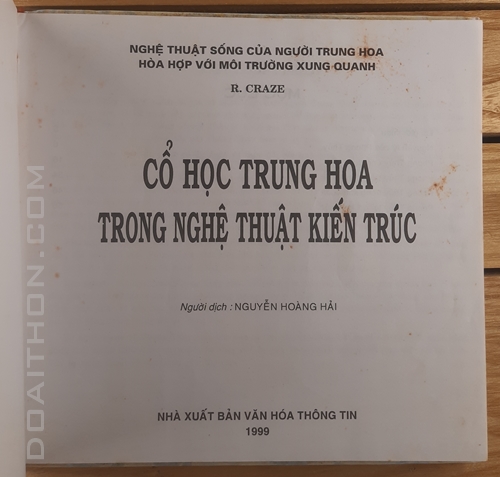 NGHỆ THUẬT SỐNG CỦA NGƯỜI TRUNG HOA
HÒA HỢP VỚI MÔI TRƯỜNG XUNG QUANH
R. CRAZE
CỔ HỌC TRUNG HOA
TRONG NGHỆ THUẬT KIẾN TRÚC
Người dịch : NGUYỄN HOÀNG HẢI
NHÀ XUẤT BẢN VĂN HÓA THÔNG TIN
1999
DOAITHON.COM